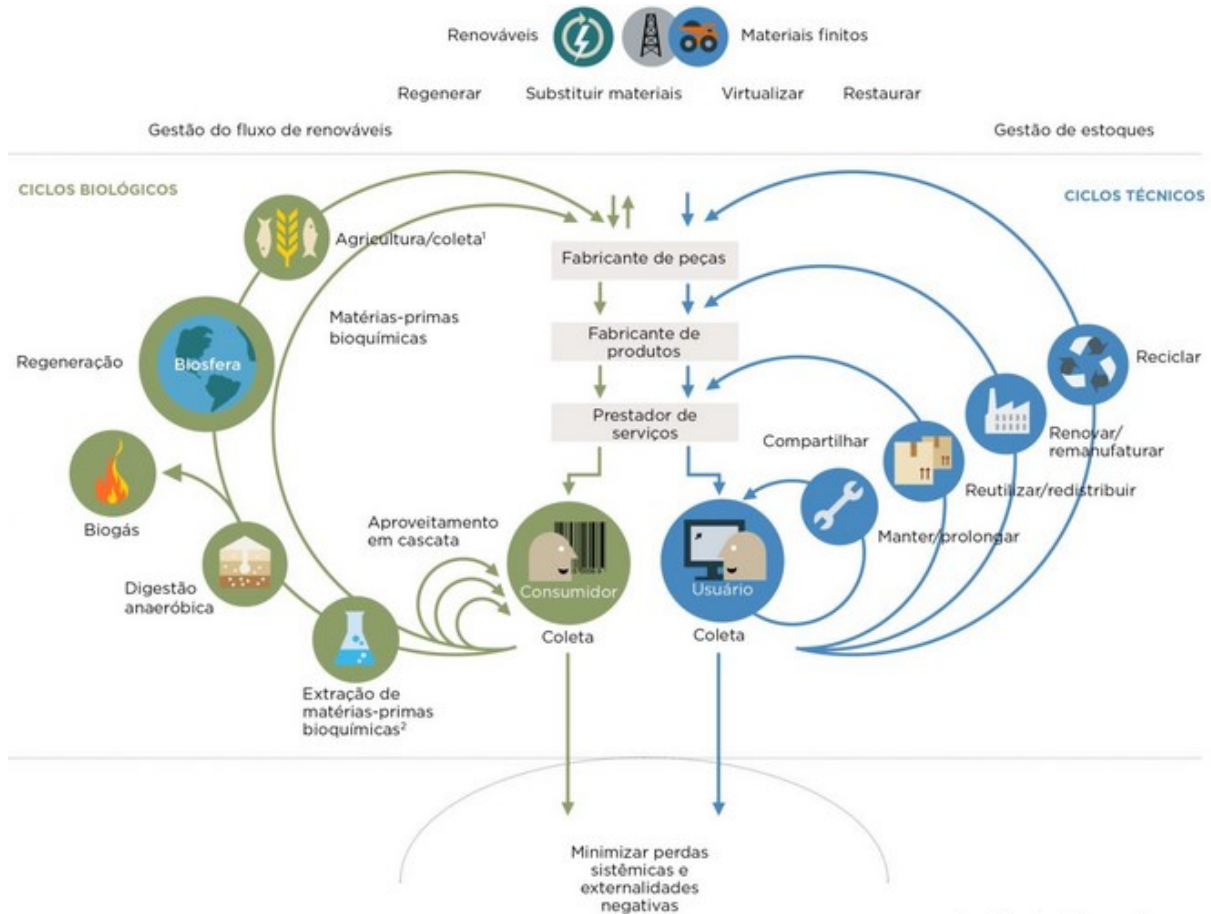 Renováveis
Materiais finitos
Regenerar
Substituir materiais
Virtualizar
Restaurar
Gestão do fluxo de renováveis
Gestão de estoques
CICLOS BIOLÓGICOS
CICLOS TÉCNICOS
Agricultura/coleta¹
Fabricante de peças
Matérias-primas
bioquímicas
Fabricante de
produtos
Regeneração
Biosfera
Reciclar
Prestador de
serviços
Compartilhar
Renovar/
remanufaturar
Reutilizar/redistribuir
Biogás
Aproveitamento
em cascata
Manter/prolongar
Digestão
anaeróbica
Consumidor
Usuário
Coleta
Coleta
Extração de
matérias-primas
bioquímicas²
Minimizar perdas
sistêmicas e
externalidades
negativas